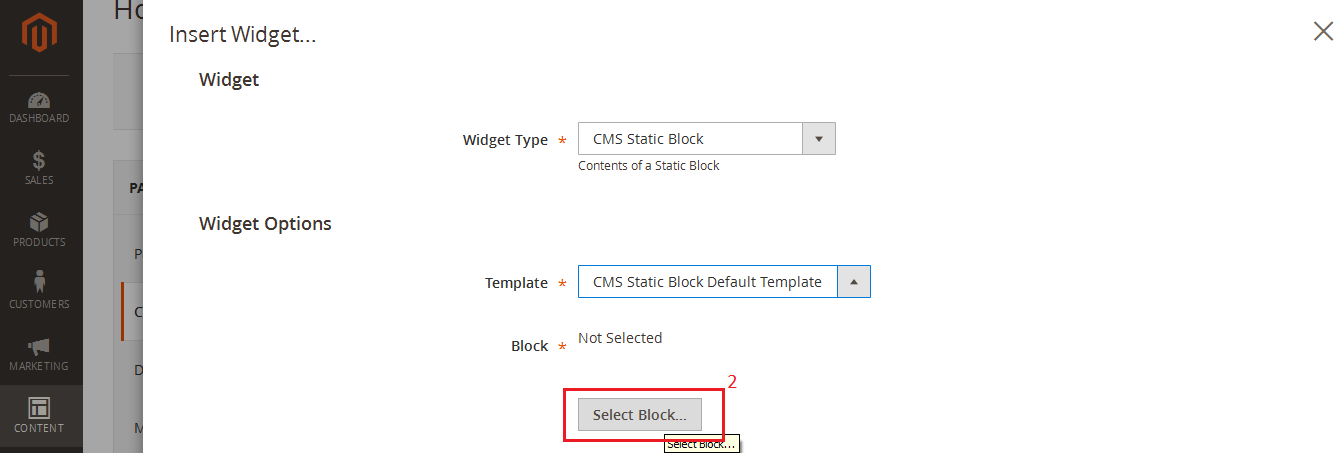 Ho
Insert Widget...
Widget
DASHBOARD
Widget Type * CMS Static Block
Contents of a Static Block
$
SALES
PA
Widget Options
PRODUCTS
P
Template * CMS Static Block Default Template
CUSTOMERS
C
Block * Not Selected
MARKETING
D
2
Select Block...
CONTENT
M
Select Block...